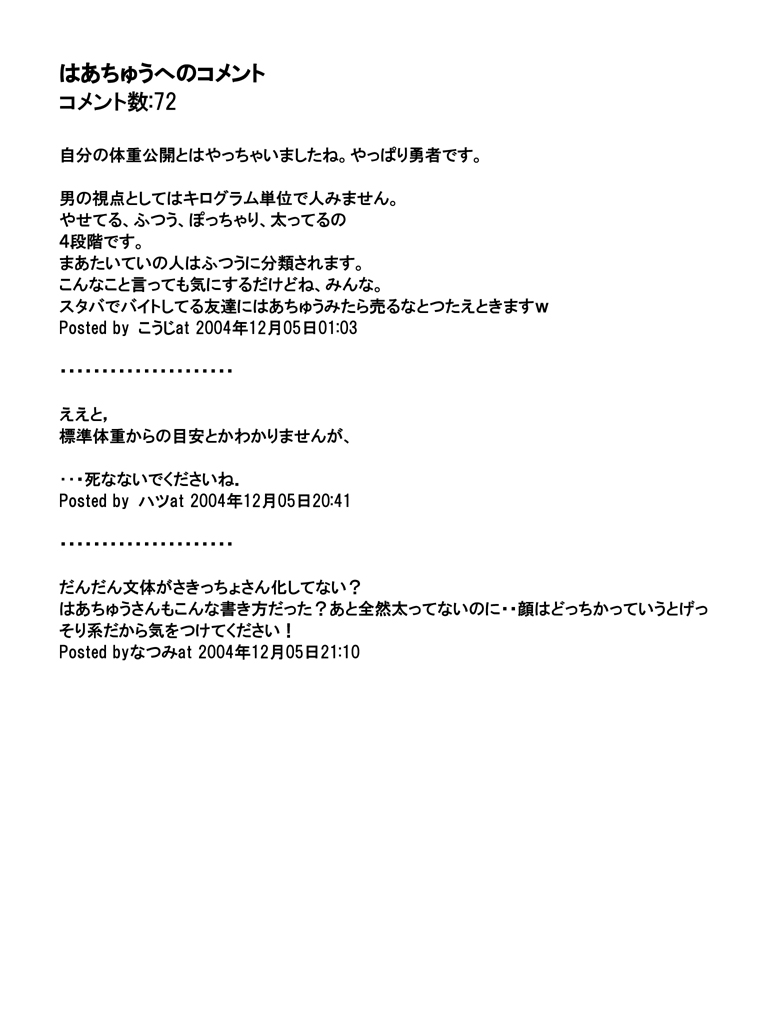 はあちゅうへのコメント
コメント数:72
自分の体重公開とはやっちゃいましたね。やっぱり勇者です。
男の視点としてはキログラム単位で人みません。
やせてる、ふつう、ぽっちゃり、太ってるの
４段階です。
まあたいていの人はふつうに分類されます。
こんなこと言っても気にするだけどね、みんな。
スタバでバイトしてる友達にはあちゅうみたら売るなとつたえときますｗ
Posted by こうじat 2004年12月05日01:03
・・・・・・・・・・・・・・・・・・・・・
ええと，
標準体重からの目安とかわかりませんが、
・・・死なないでくださいね．
Posted by ハツat 2004年12月05日20:41
・・・・・・・・・・・・・・・・・・・・・
だんだん文体がさきっちょさん化してない？
はあちゅうさんもこんな書き方だった？あと全然太ってないのに・・顔はどっちかっていうとげっ
そり系だから気をつけてください！
Posted byなつみat 2004年12月05日21:10